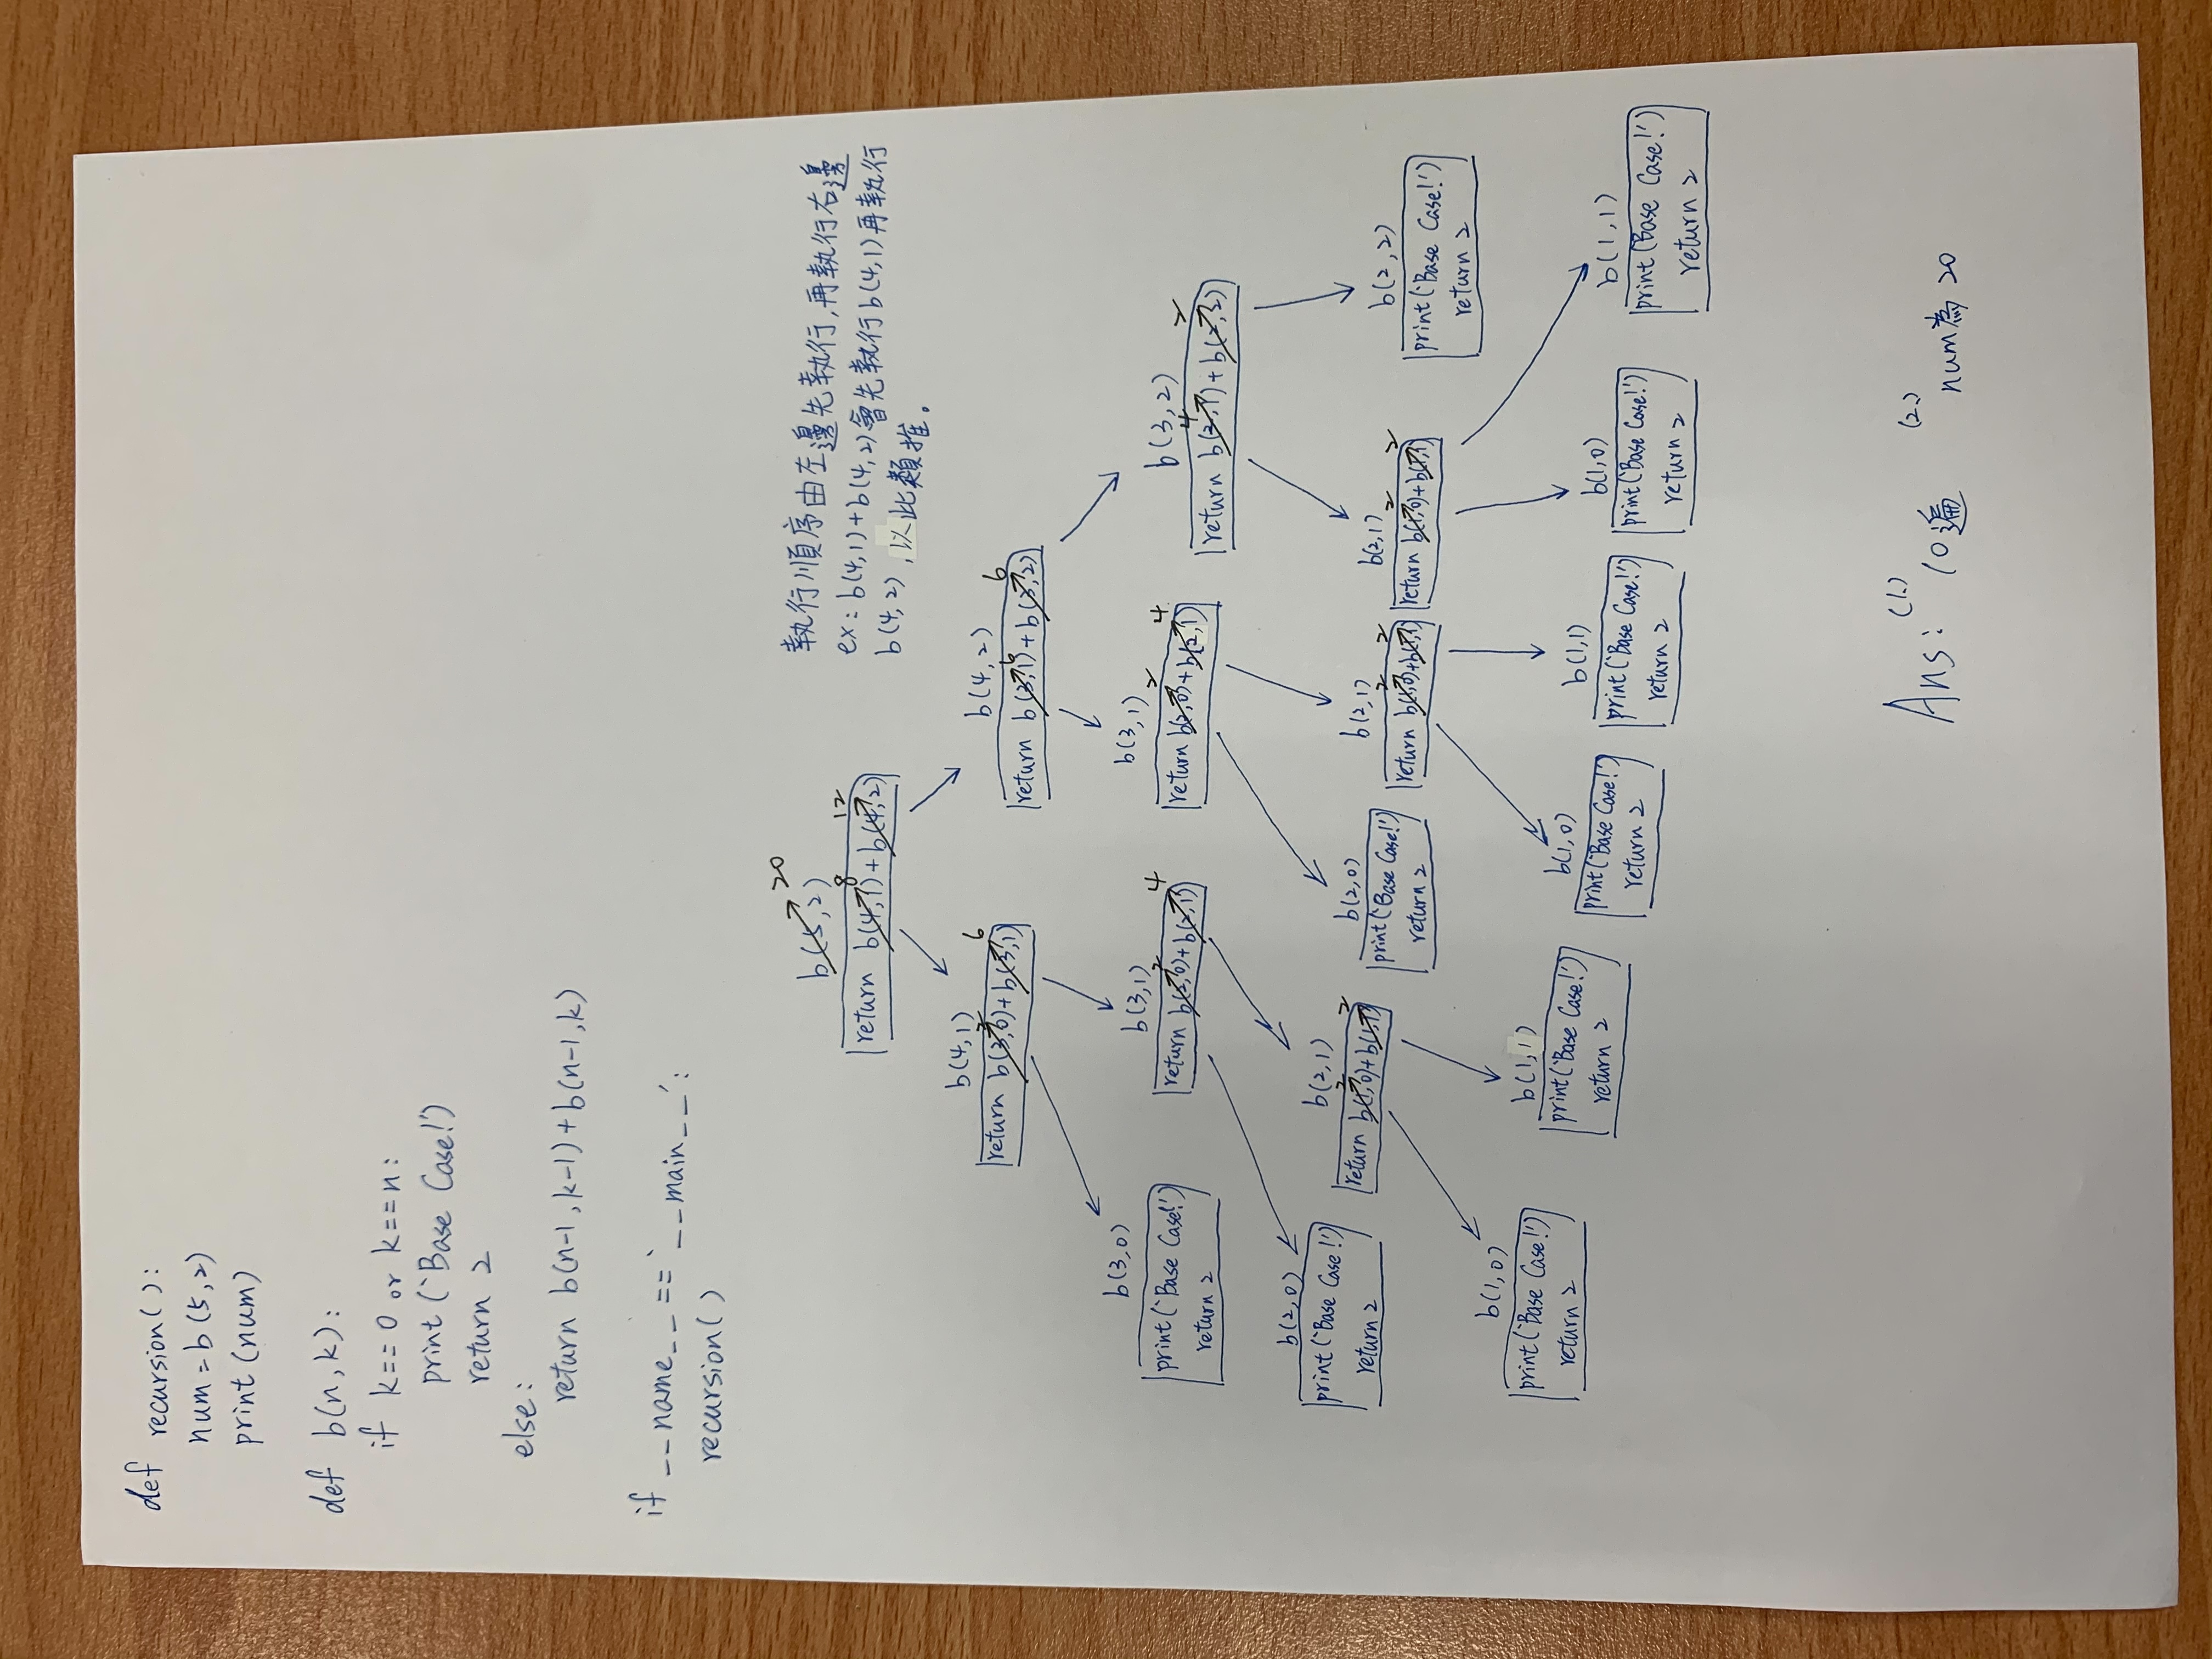 def recursion():
num = b(5,2)
print(num)
def b(n,k):
if k==0 or k==n:
print(`Base Case!')
return 2
else:
return b(n-1,k-1)+b(n-1,k)
if __name__ == `__main__':
recursion()
20
b(5,2)
8 12
return b(4,1)+b(4,2)
執行順序由左邊先執行,再執行右邊
ex: b(4,1)+b(4,2)會先執行b(4,1)再執行
b(4,2),以此類推。
b(4,1)
2 6
return b(3,0)+b(3,1)
b(4,2)
6 6
return b(3,1)+b(3,2)
b(3,0)
print(`Base Case!')
return 2
b(3,1)
2 4
return b(2,0)+b(2,1)
b(3,1)
2 4
return b(2,0)+b(2,1)
b(3,2)
4 2
return b(2,1)+b(2,2)
b(2,0)
print(`Base Case!')
return 2
b(2,1)
2 2
return b(1,0)+b(1,1)
b(2,0)
print(`Base Case!')
return 2
b(2,1)
2 2
return b(1,0)+b(1,1)
b(2,1)
2 2
return b(1,0)+b(1,1)
b(2,2)
print(`Base Case!')
return 2
b(1,0)
print(`Base Case!')
return 2
b(1,1)
print(`Base Case!')
return 2
b(1,0)
print(`Base Case!')
return 2
b(1,1)
print(`Base Case!')
return 2
b(1,0)
print(`Base Case!')
return 2
b(1,1)
print(`Base Case!')
return 2
Ans: (1.) 10遍 (2.) num為20